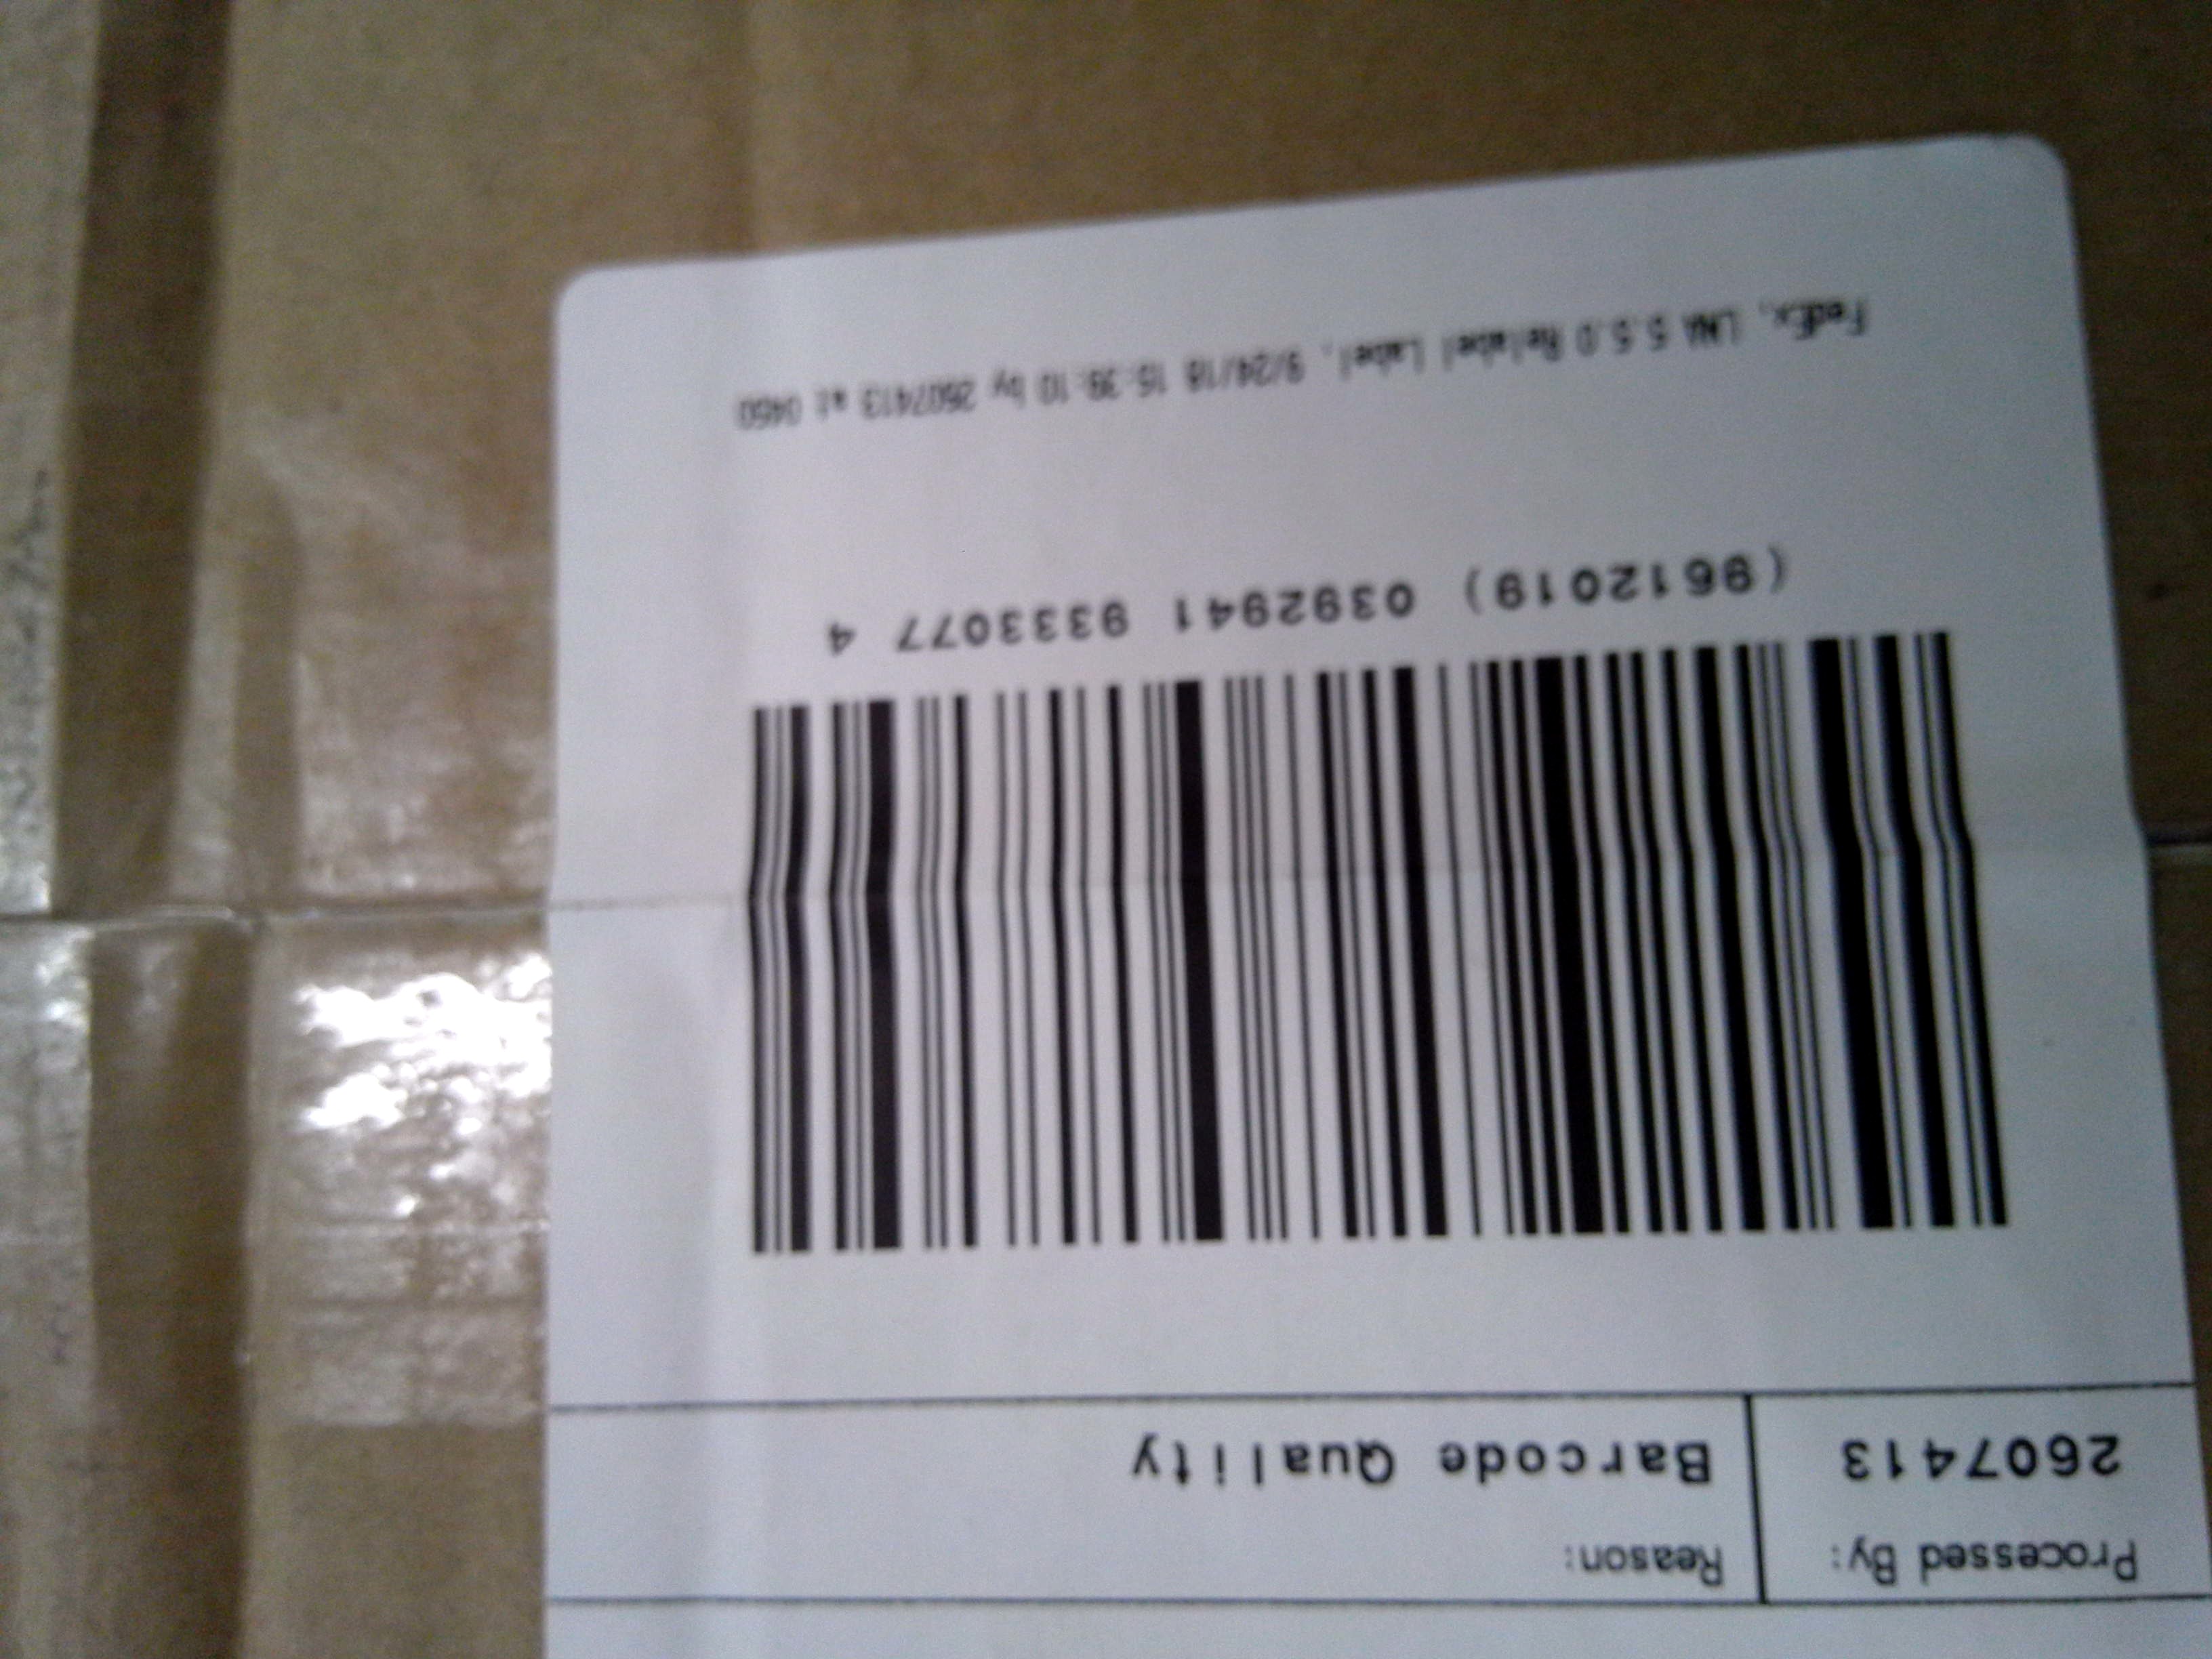 Processed By:
2607413
Reason:
Barcode Quality
(9612019) 0392941 9333077 4
FedEx, LNA 5.5.0 Relabel Label, 9/24/18 15:39:10 by 2607413 at 0460